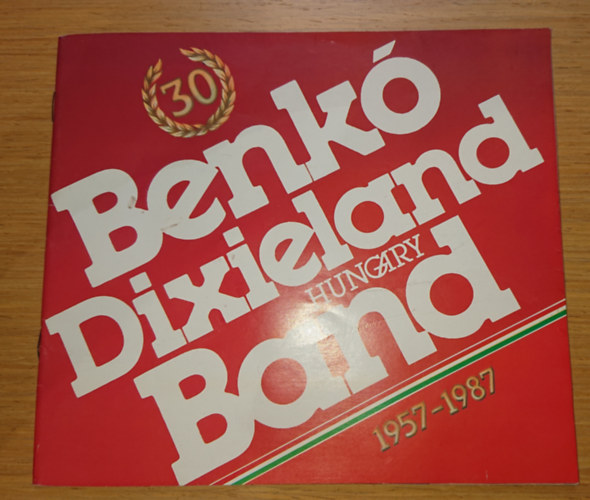 30
Benkó
Dixieland
HUNGARY
Band
1957-1987